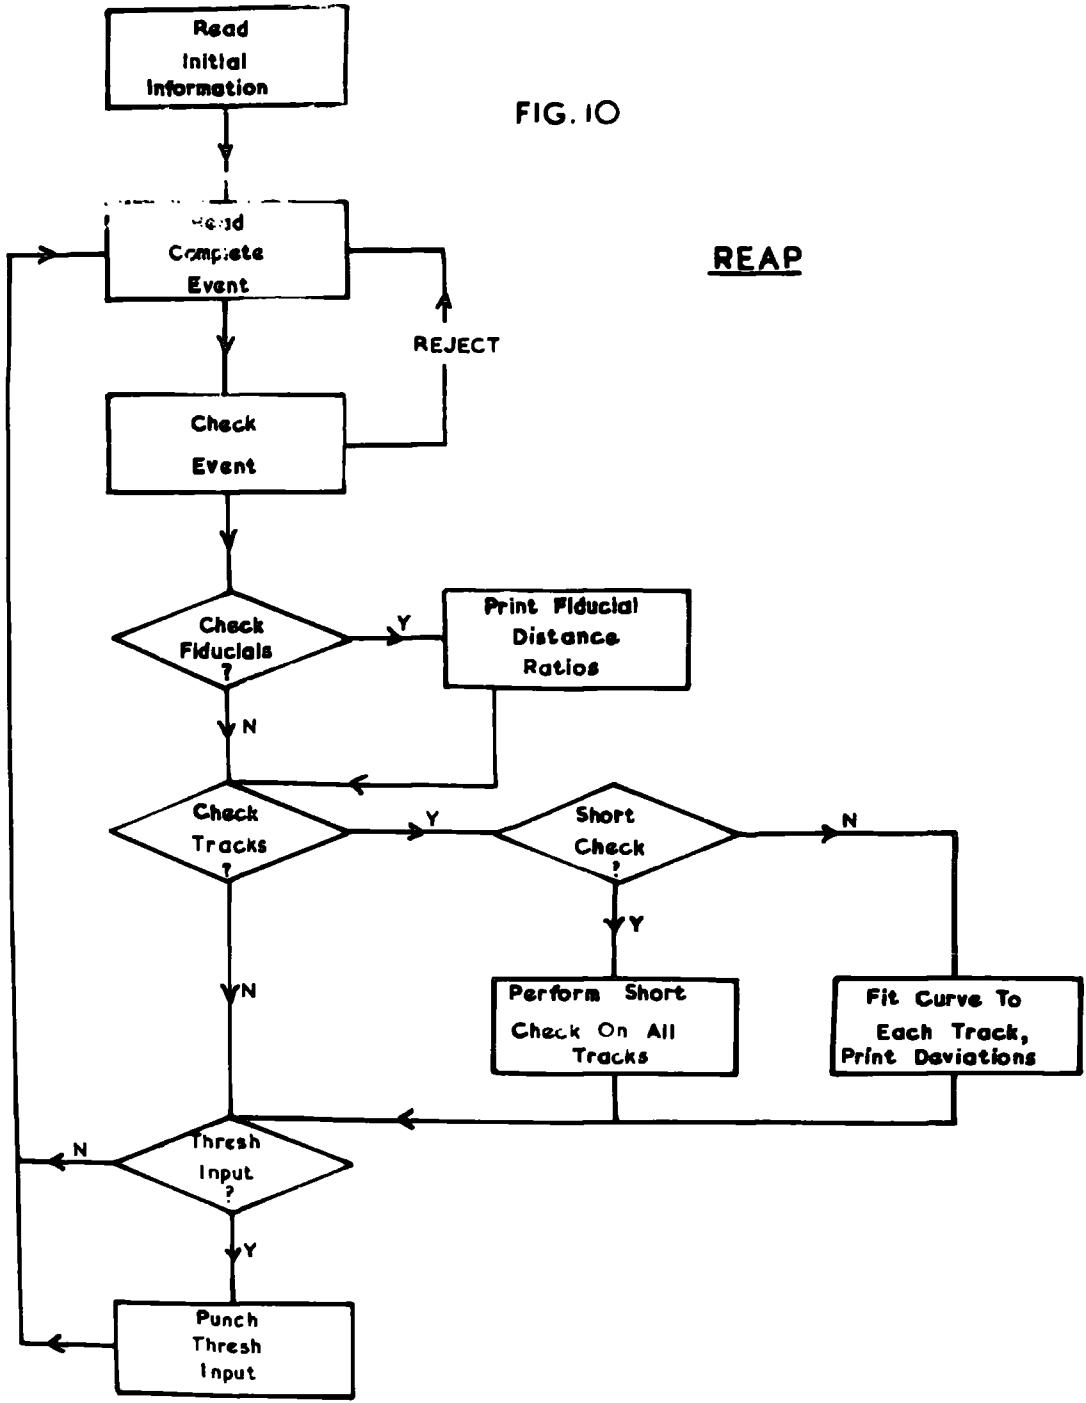 Read
Initial
Information
FIG. 10
Read
Complete
Event
REAP
REJECT
Check
Event
Check
Fiducials
?
Y
Print Fiducial
Distance
Ratios
N
Check
Tracks
?
Y
Short
Check
?
N
Y
N
Perform Short
Check On All
Tracks
Fit Curve To
Each Track,
Print Deviations
Thresh
Input
?
N
Y
Punch
Thresh
Input